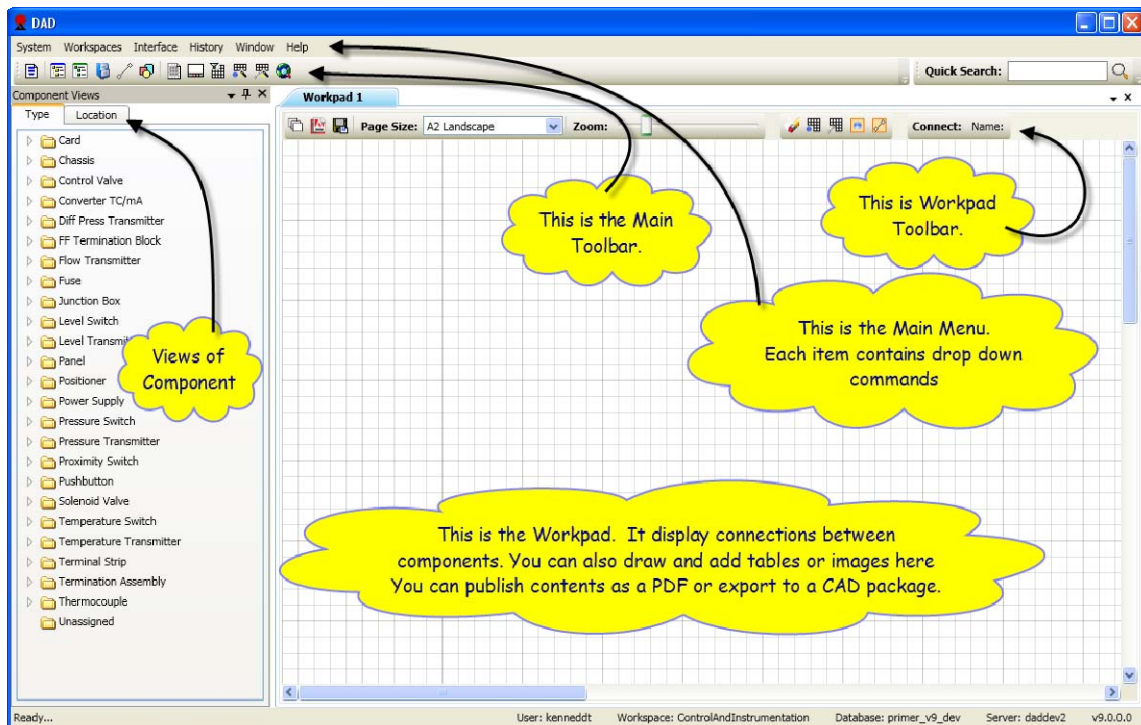 DAD
System Workspaces Interface History Window Help
Quick Search:
Component Views
Workpad 1
Type Location
Page Size: A2 Landscape Zoom: Connect: Name:
Card
Chassis
Control Valve
Converter TC/mA
Diff Press Transmitter
FF Termination Block
Flow Transmitter
Fuse
Junction Box
Level Switch
Level Transmi
Panel
Positioner
Power Supply
Pressure Switch
Pressure Transmitter
Proximity Switch
Pushbutton
Solenoid Valve
Temperature Switch
Temperature Transmitter
Terminal Strip
Termination Assembly
Thermocouple
Unassigned
Views of
Component
This is the Main
Toolbar.
This is Workpad
Toolbar.
This is the Main Menu.
Each item contains drop down
commands
This is the Workpad. It display connections between
components. You can also draw and add tables or images here
You can publish contents as a PDF or export to a CAD package.
Ready... User: kenneddt Workspace: ControlAndInstrumentation Database: primer_v9_dev Server: daddev2 v9.0.0.0